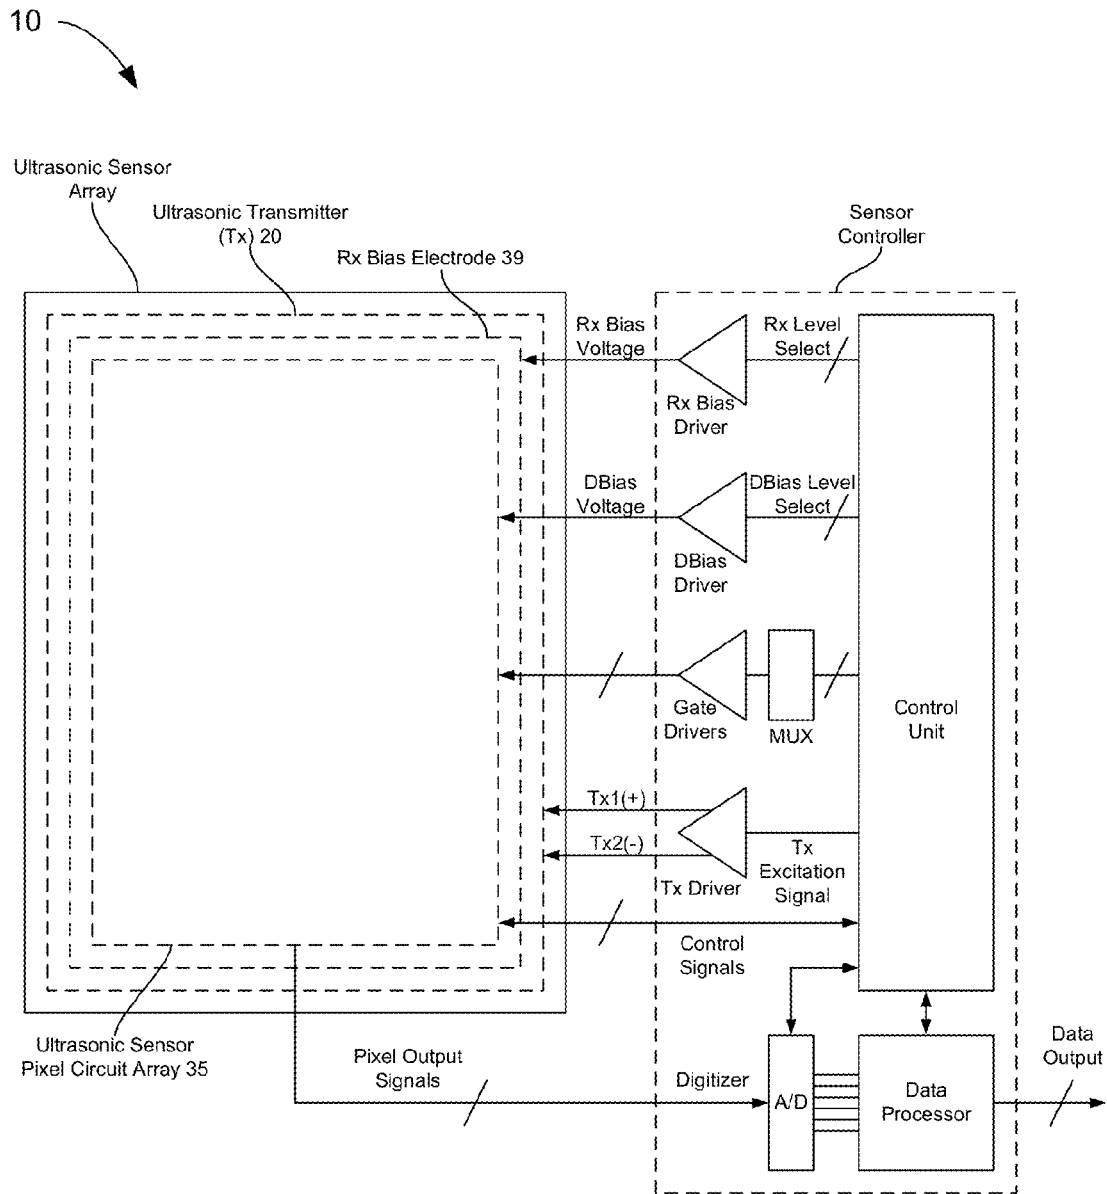 10
Ultrasonic Sensor
Array
Ultrasonic Transmitter
(Tx) 20
Rx Bias Electrode 39
Sensor
Controller
Rx Bias
Voltage
Rx Level
Select
Rx Bias
Driver
DBias
Voltage
DBias Level
Select
DBias
Driver
Gate
Drivers
MUX
Control
Unit
Tx1(+)
Tx2(-)
Tx Driver
Tx
Excitation
Signal
Control
Signals
Ultrasonic Sensor
Pixel Circuit Array 35
Pixel Output
Signals
Digitizer
A/D
Data
Processor
Data
Output